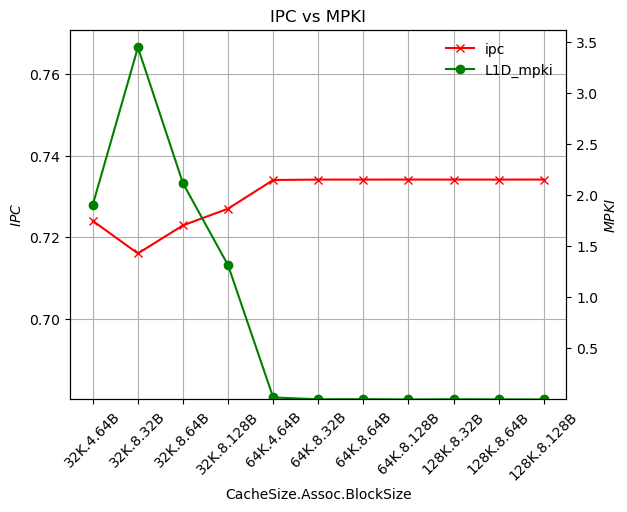 IPC vs MPKI
ipc
L1D_mpki
0.76
0.74
0.72
0.70
IPC
3.5
3.0
2.5
2.0
1.5
1.0
0.5
MPKI
32K.4.64B
32K.8.32B
32K.8.64B
32K.8.128B
64K.4.64B
64K.8.32B
64K.8.64B
64K.8.128B
128K.8.32B
128K.8.64B
128K.8.128B
CacheSize.Assoc.BlockSize